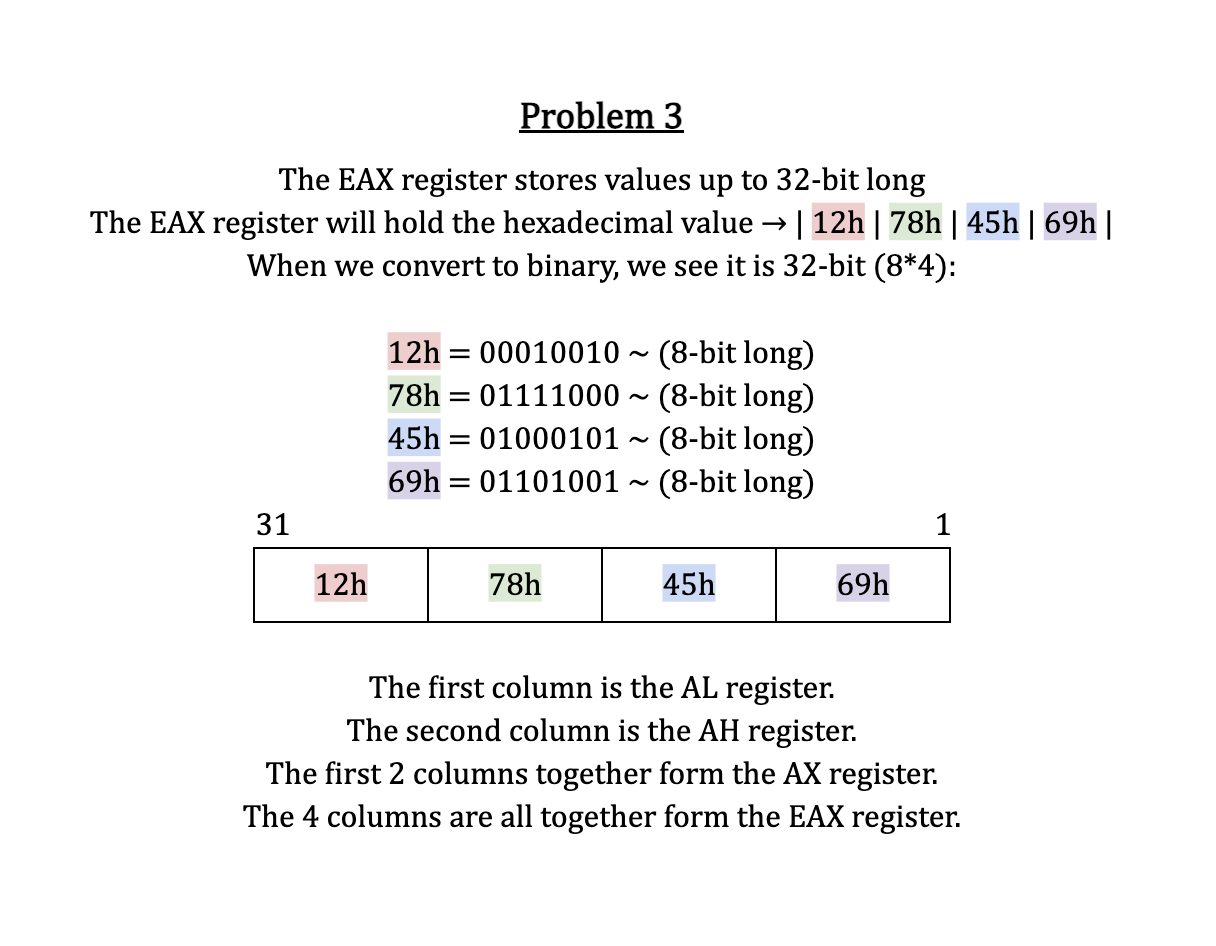 Problem 3
The EAX register stores values up to 32-bit long
The EAX register will hold the hexadecimal value → | 12h | 78h | 45h | 69h |
When we convert to binary, we see it is 32-bit (8*4):
12h = 00010010 ~ (8-bit long)
78h = 01111000 ~ (8-bit long)
45h = 01000101 ~ (8-bit long)
69h = 01101001 ~ (8-bit long)
31 1
12h 78h 45h 69h
The first column is the AL register.
The second column is the AH register.
The first 2 columns together form the AX register.
The 4 columns are all together form the EAX register.